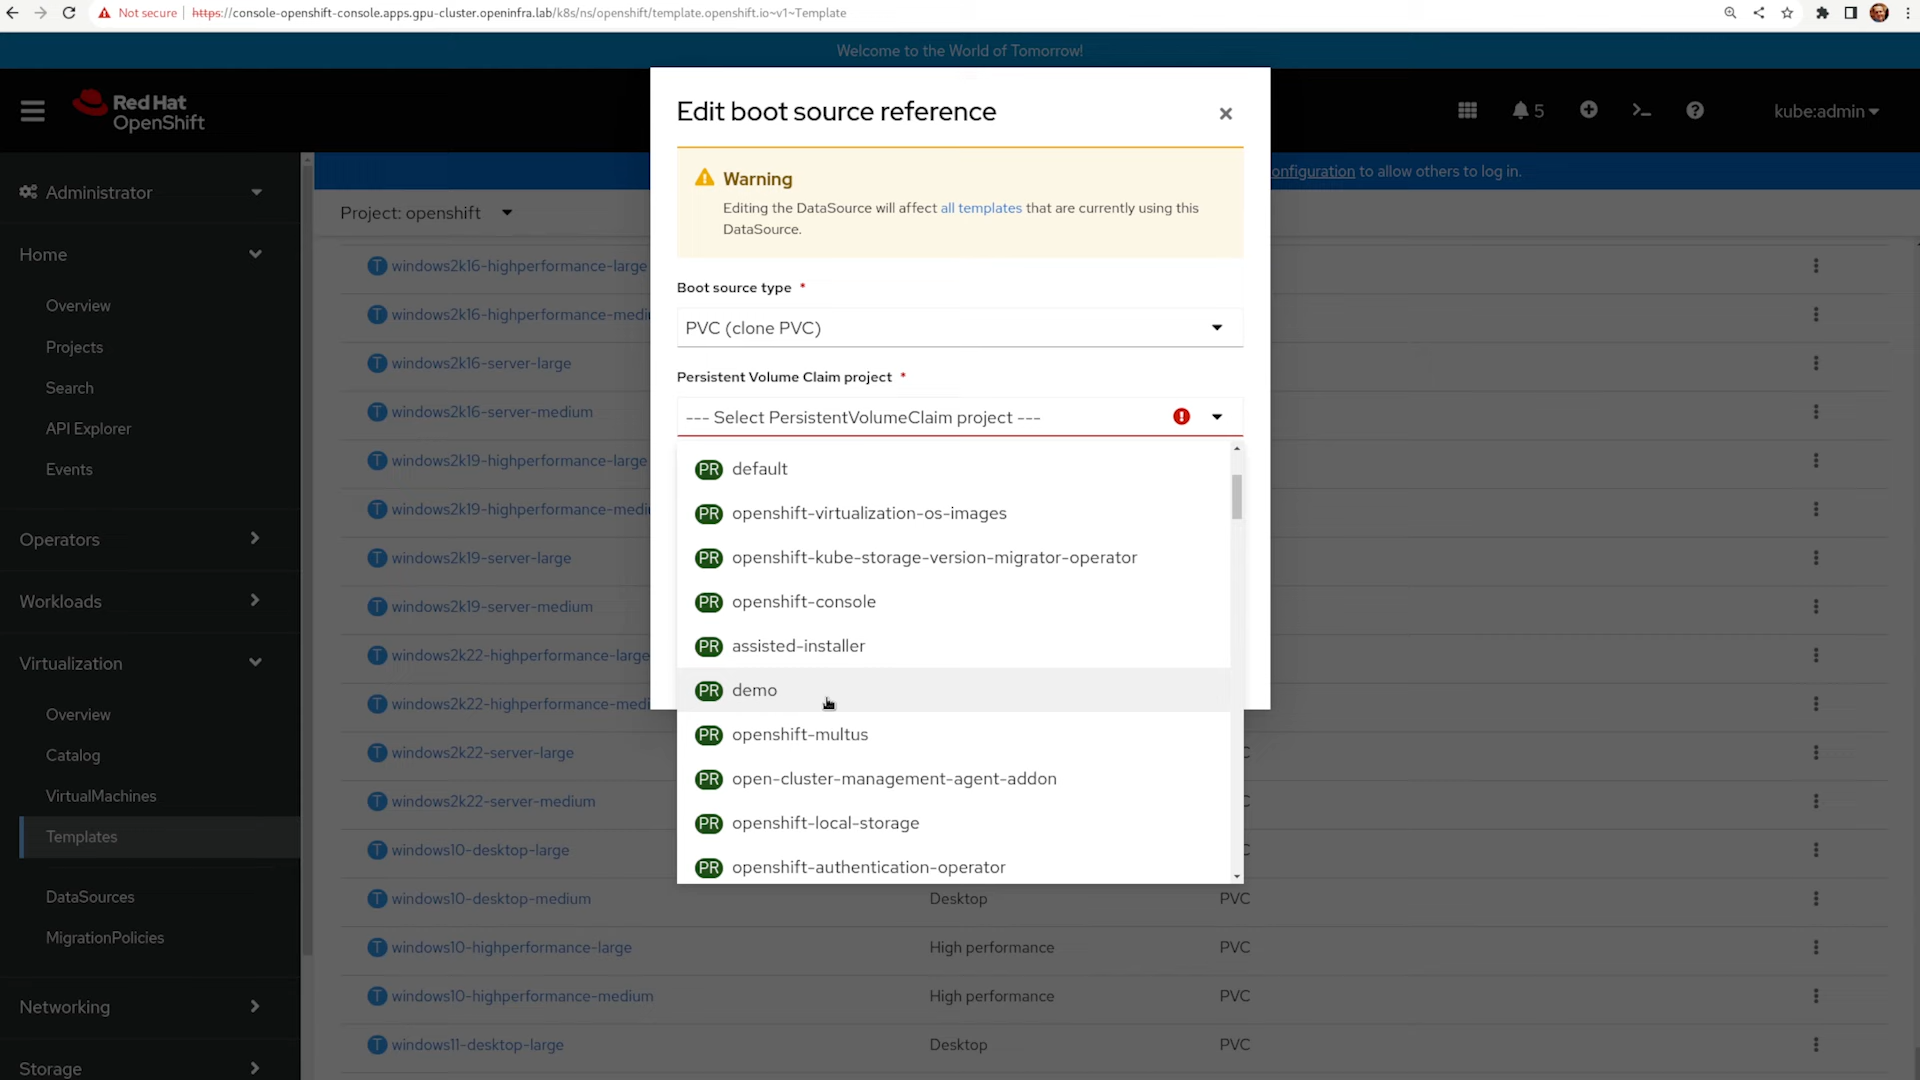 Not secure https://console-openshift-console.apps.gpu-cluster.openinfra.lab/k8s/ns/openshift/template.openshift.io~v1~Template
Welcome to the World of Tomorrow!
Red Hat
OpenShift
5
kube:admin
onfiguration to allow others to log in.
Administrator
Home
Overview
Projects
Search
API Explorer
Events
Operators
Workloads
Virtualization
Overview
Catalog
VirtualMachines
Templates
DataSources
MigrationPolicies
Networking
Storage
Project: openshift
T windows2k16-highperformance-large
T windows2k16-highperformance-medi
T windows2k16-server-large
T windows2k16-server-medium
T windows2k19-highperformance-large
T windows2k19-highperformance-medi
T windows2k19-server-large
T windows2k19-server-medium
T windows2k22-highperformance-large
T windows2k22-highperformance-medi
T windows2k22-server-large
T windows2k22-server-medium
T windows10-desktop-large
T windows10-desktop-medium Desktop PVC
T windows10-highperformance-large High performance PVC
T windows10-highperformance-medium High performance PVC
T windows11-desktop-large Desktop PVC
Edit boot source reference
Warning
Editing the DataSource will affect all templates that are currently using this
DataSource.
Boot source type *
PVC (clone PVC)
Persistent Volume Claim project *
--- Select PersistentVolumeClaim project ---
PR default
PR openshift-virtualization-os-images
PR openshift-kube-storage-version-migrator-operator
PR openshift-console
PR assisted-installer
PR demo
PR openshift-multus
PR open-cluster-management-agent-addon
PR openshift-local-storage
PR openshift-authentication-operator